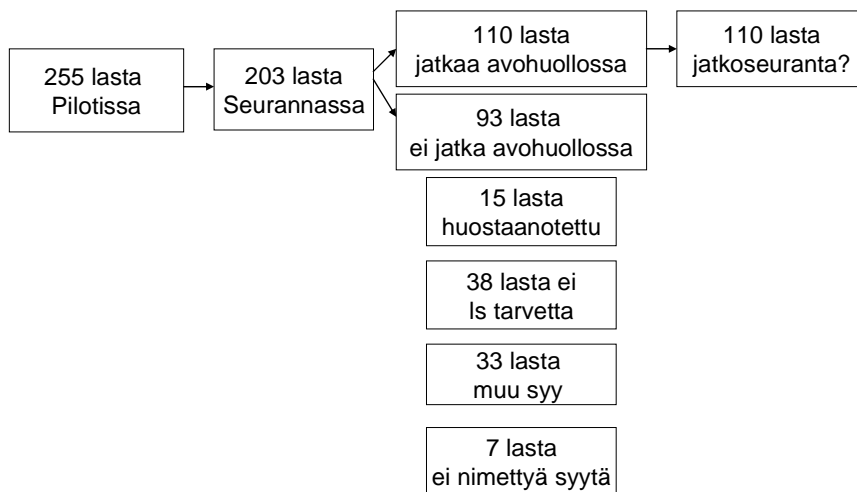 255 lasta
Pilotissa
203 lasta
Seurannassa
110 lasta
jatkaa avohuollossa
110 lasta
jatkoseuranta?
93 lasta
ei jatka avohuollossa
15 lasta
huostaanotettu
38 lasta ei
ls tarvetta
33 lasta
muu syy
7 lasta
ei nimettyä syytä